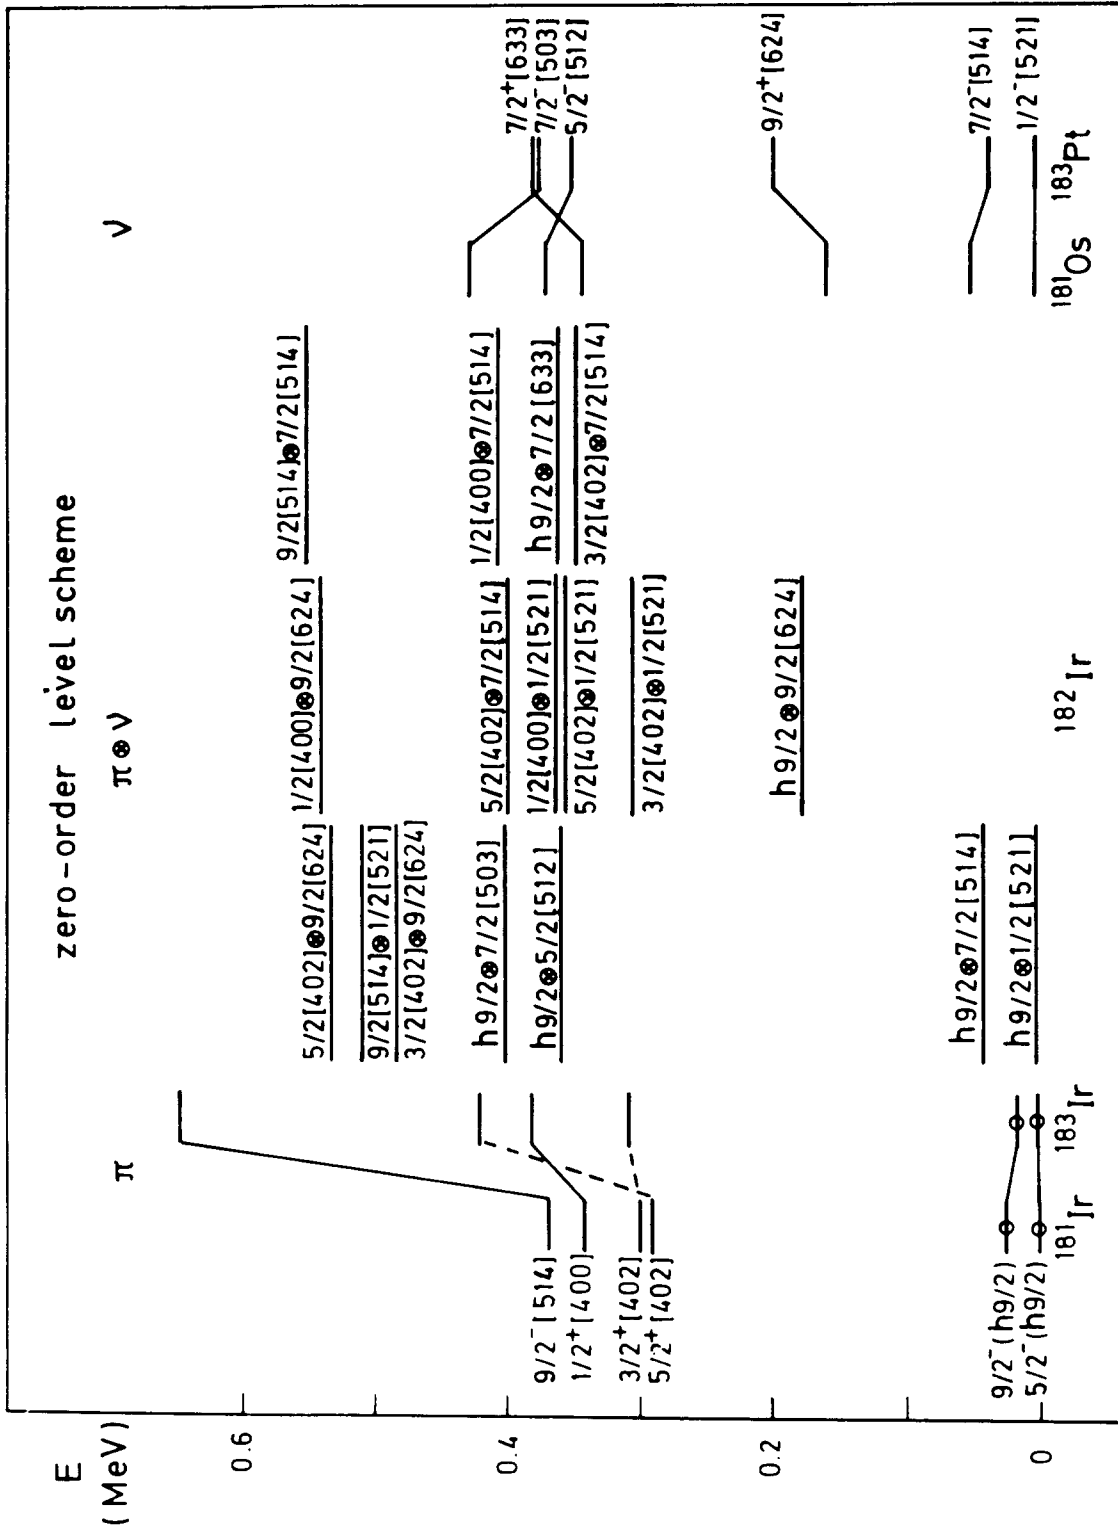 zero-order level scheme
E
(MeV)
π
π⊗ν
ν
0.6
0.4
0.2
0
9/2⁻[514]
1/2⁺[400]
3/2⁺[402]
5/2⁺[402]
9/2⁻(h9/2)
5/2⁻(h9/2)
¹⁸¹Ir
¹⁸³Ir
5/2[402]⊗9/2[624]
9/2[514]⊗1/2[521]
3/2[402]⊗9/2[624]
h9/2⊗7/2[503]
h9/2⊗5/2[512]
h9/2⊗7/2[514]
h9/2⊗1/2[521]
1/2[400]⊗9/2[624]
5/2[402]⊗7/2[514]
1/2[400]⊗1/2[521]
5/2[402]⊗1/2[521]
3/2[402]⊗1/2[521]
h9/2⊗9/2[624]
¹⁸²Ir
9/2[514]⊗7/2[514]
1/2[400]⊗7/2[514]
h9/2⊗7/2[633]
3/2[402]⊗7/2[514]
7/2⁺[633]
7/2⁻[503]
5/2⁻[512]
9/2⁺[624]
7/2⁻[514]
1/2⁻[521]
¹⁸¹Os
¹⁸³Pt